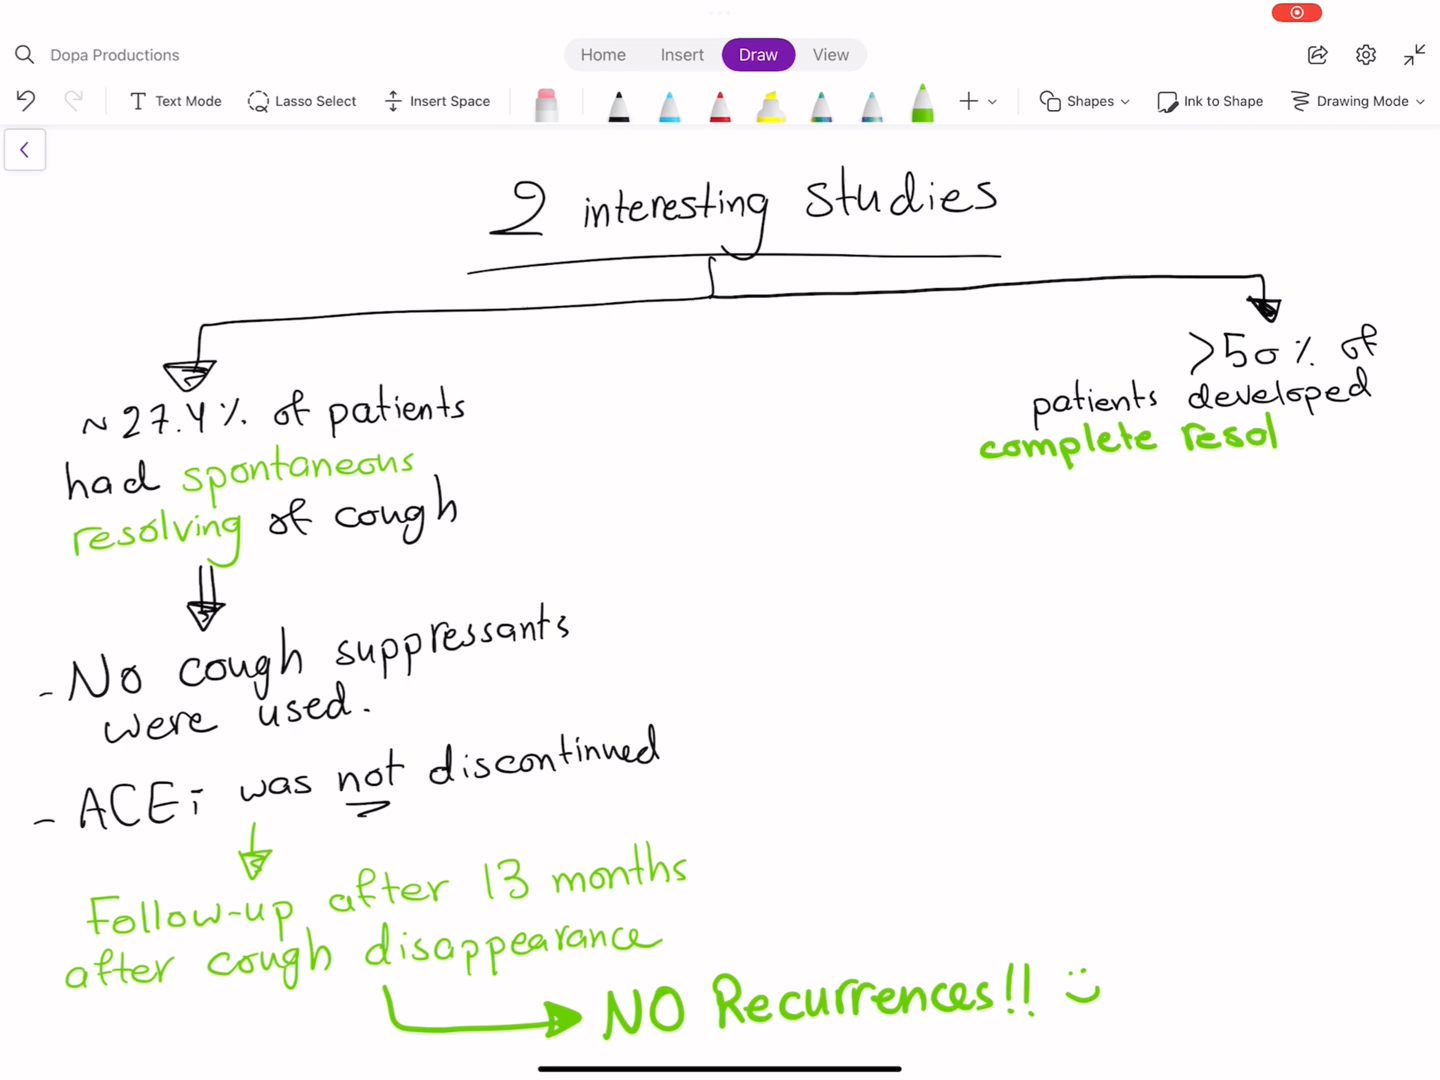 Dopa Productions
Home Insert Draw View
Text Mode Lasso Select Insert Space Shapes Ink to Shape Drawing Mode
2 interesting studies
~27.4% of patients
had spontaneous
resolving of cough
- No cough suppressants
were used.
- ACEi was not discontinued
Follow-up after 13 months
after cough disappearance
NO Recurrences!! :)
>50% of
patients developed
complete resol